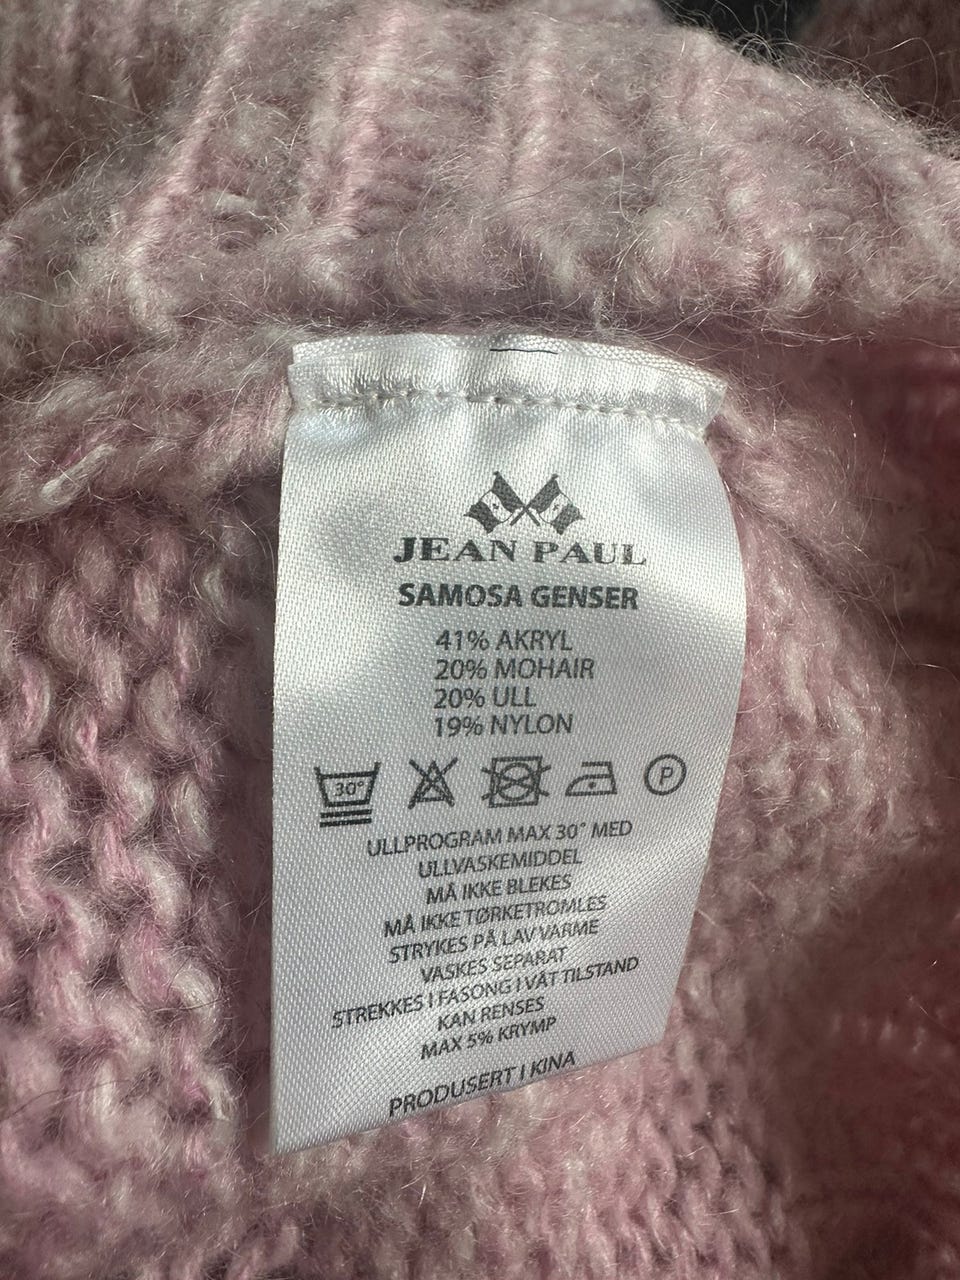 JEAN PAUL
SAMOSA GENSER
41% AKRYL
20% MOHAIR
20% ULL
19% NYLON
30°
P
ULLPROGRAM MAX 30° MED
ULLVASKEMIDDEL
MÅ IKKE BLEKES
MÅ IKKE TØRKETROMLES
STRYKES PÅ LAV VARME
VASKES SEPARAT
STREKKES I FASONG I VÅT TILSTAND
KAN RENSES
MAX 5% KRYMP
PRODUSERT I KINA